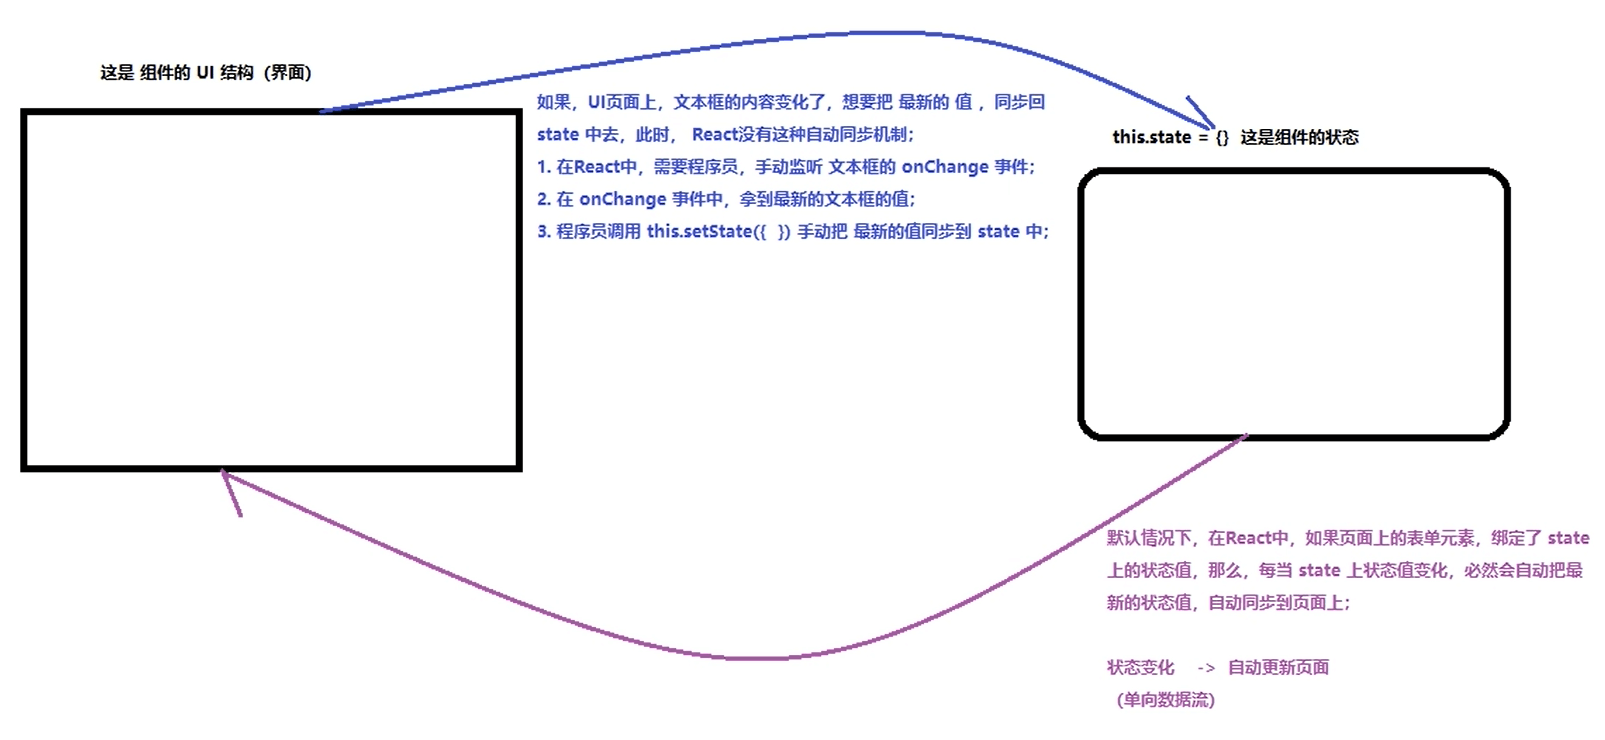 这是 组件的 UI 结构（界面）
如果，UI页面上，文本框的内容变化了，想要把 最新的 值 ，同步回
state 中去，此时， React没有这种自动同步机制；
1. 在React中，需要程序员，手动监听 文本框的 onChange 事件；
2. 在 onChange 事件中，拿到最新的文本框的值；
3. 程序员调用 this.setState({ }) 手动把 最新的值同步到 state 中；
this.state = {} 这是组件的状态
默认情况下，在React中，如果页面上的表单元素，绑定了 state
上的状态值，那么，每当 state 上状态值变化，必然会自动把最
新的状态值，自动同步到页面上；
状态变化 -> 自动更新页面
（单向数据流）